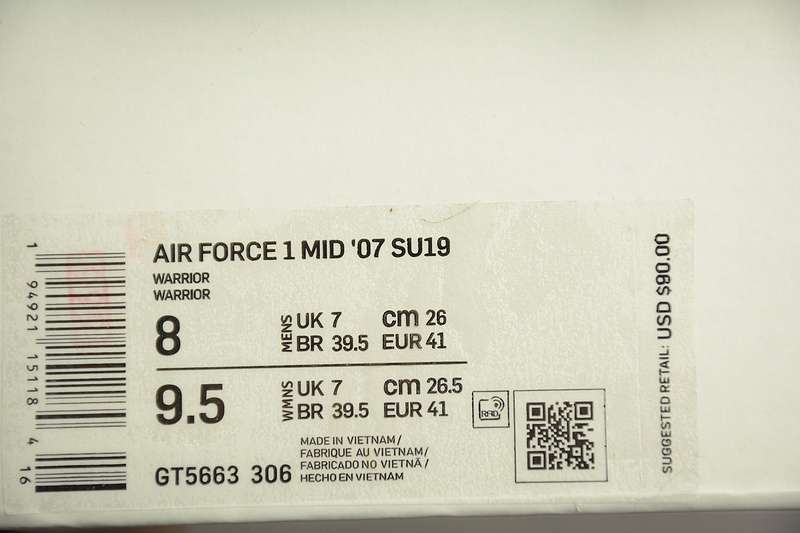 AIR FORCE 1 MID '07 SU19
WARRIOR
WARRIOR
8
MENS
UK 7 cm 26
BR 39.5 EUR 41
9.5
WMNS
UK 7 cm 26.5
BR 39.5 EUR 41
RFID
MADE IN VIETNAM/
FABRIQUE AU VIETNAM/
FABRICADO NO VIETNÃ /
HECHO EN VIETNAM
GT5663 306
1 94921 15118 4 16
SUGGESTED RETAIL: USD $90.00